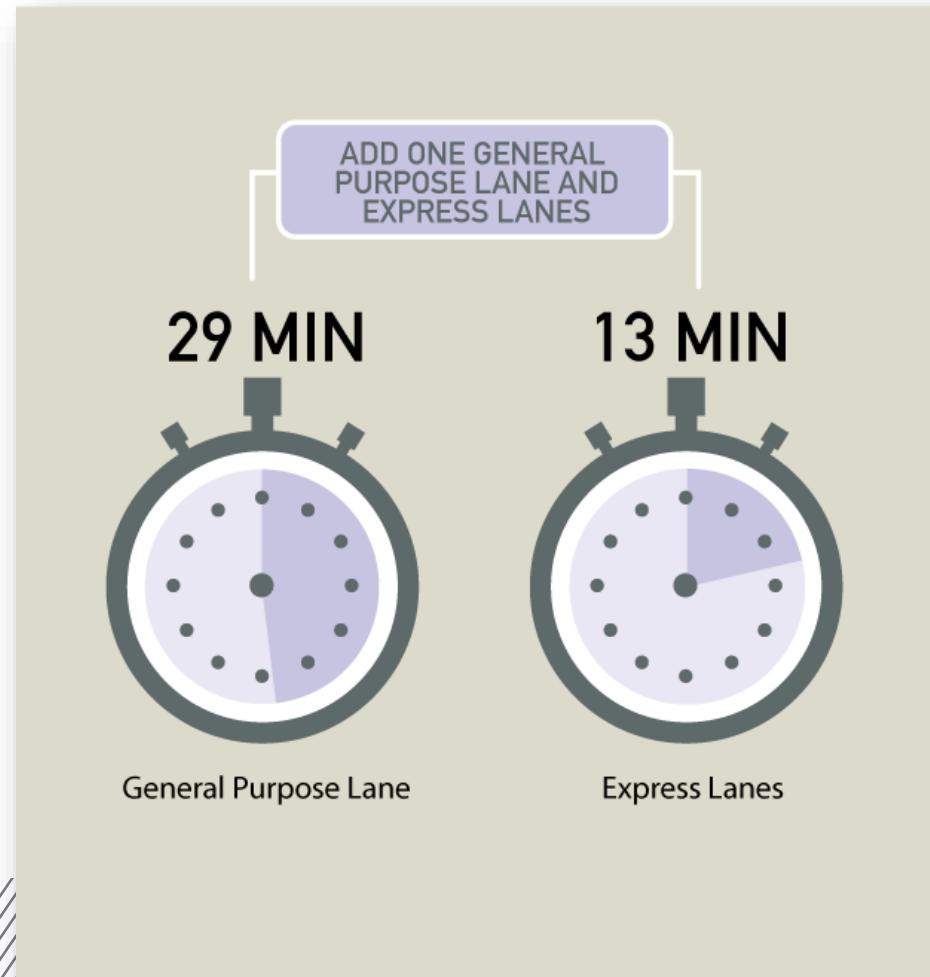 ADD ONE GENERAL
PURPOSE LANE AND
EXPRESS LANES
29 MIN
13 MIN
General Purpose Lane
Express Lanes